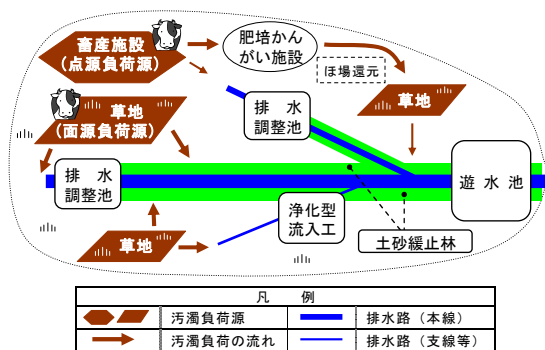 畜産施設
（点源負荷源）
肥培かん
がい施設
ほ場還元
草地
草地
（面源負荷源）
排　水
調整池
排　水
調整池
遊 水 池
浄化型
流入工
土砂緩止林
草地
凡　　例
汚濁負荷源
排水路（本線）
汚濁負荷の流れ
排水路（支線等）